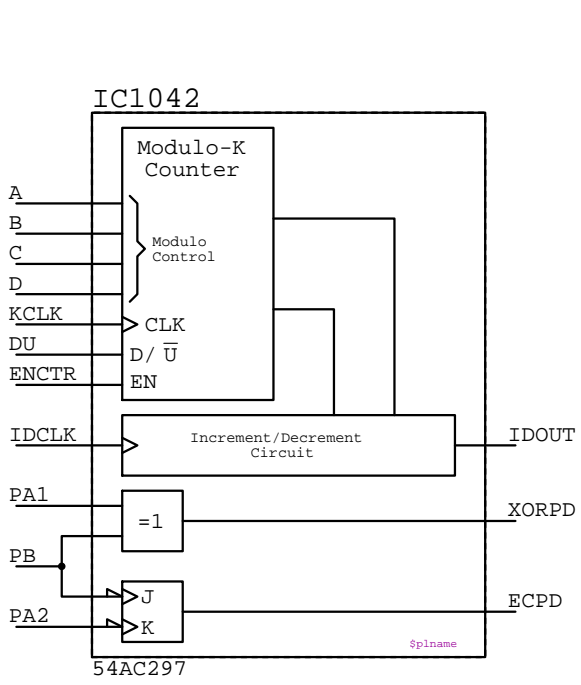 IC1042
Modulo-K
Counter
A
B
C
D
Modulo
Control
KCLK
CLK
DU
D/ U̅
ENCTR
EN
IDCLK
Increment/Decrement
Circuit
IDOUT
PA1
=1
XORPD
PB
J
ECPD
PA2
K
$plname
54AC297